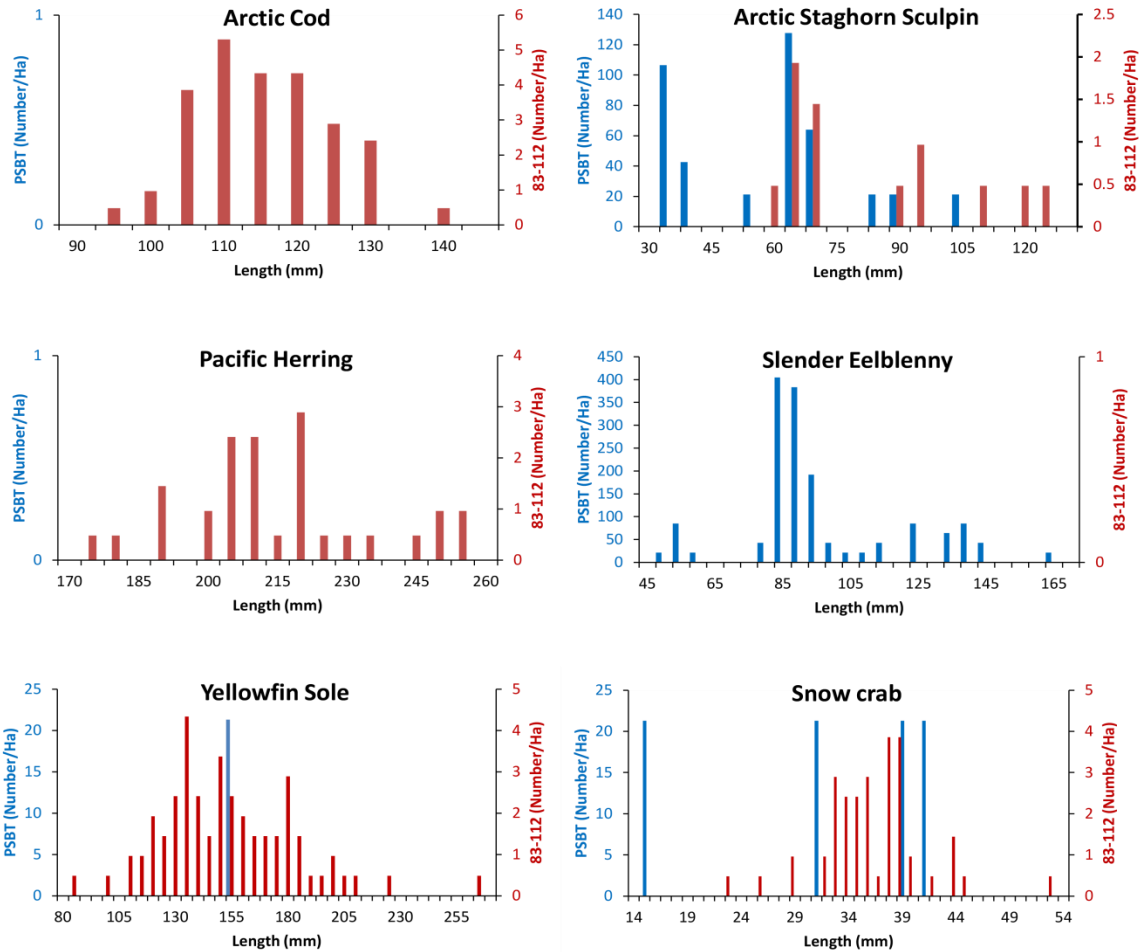 Arctic Cod
PSBT (Number/Ha)
1
0
83-112 (Number/Ha)
6
5
4
3
2
1
0
90 100 110 120 130 140
Length (mm)
Arctic Staghorn Sculpin
PSBT (Number/Ha)
140
120
100
80
60
40
20
0
83-112 (Number/Ha)
2.5
2
1.5
1
0.5
0
30 45 60 75 90 105 120
Length (mm)
Pacific Herring
PSBT (Number/Ha)
1
0
83-112 (Number/Ha)
4
3
2
1
0
170 185 200 215 230 245 260
Length (mm)
Slender Eelblenny
PSBT (Number/Ha)
450
400
350
300
250
200
150
100
50
0
83-112 (Number/Ha)
1
0
45 65 85 105 125 145 165
Length (mm)
Yellowfin Sole
PSBT (Number/Ha)
25
20
15
10
5
0
83-112 (Number/Ha)
5
4
3
2
1
0
80 105 130 155 180 205 230 255
Length (mm)
Snow crab
PSBT (Number/Ha)
25
20
15
10
5
0
83-112 (Number/Ha)
5
4
3
2
1
0
14 19 24 29 34 39 44 49 54
Length (mm)